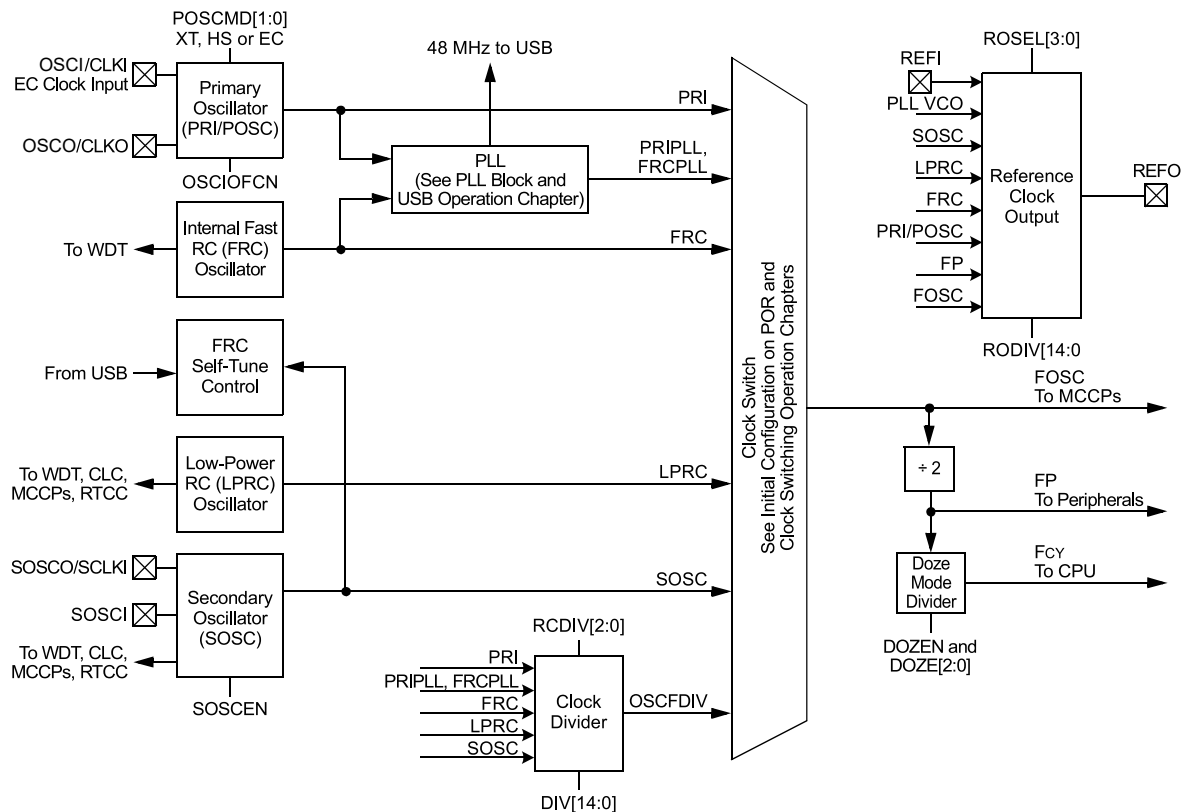 POSCMD[1:0]
XT, HS or EC
OSCI/CLKI
EC Clock Input
OSCO/CLKO
Primary
Oscillator
(PRI/POSC)
OSCIOFCN
48 MHz to USB
PRI
PLL
(See PLL Block and
USB Operation Chapter)
PRIPLL,
FRCPLL
To WDT
Internal Fast
RC (FRC)
Oscillator
FRC
From USB
FRC
Self-Tune
Control
To WDT, CLC,
MCCPs, RTCC
Low-Power
RC (LPRC)
Oscillator
LPRC
SOSCO/SCLKI
SOSCI
To WDT, CLC,
MCCPs, RTCC
Secondary
Oscillator
(SOSC)
SOSCEN
SOSC
RCDIV[2:0]
PRI
PRIPLL, FRCPLL
FRC
LPRC
SOSC
Clock
Divider
OSCFDIV
DIV[14:0]
Clock Switch
See Initial Configuration on POR and
Clock Switching Operation Chapters
ROSEL[3:0]
REFI
PLL VCO
SOSC
LPRC
FRC
PRI/POSC
FP
FOSC
Reference
Clock
Output
REFO
RODIV[14:0
FOSC
To MCCPs
÷ 2
FP
To Peripherals
Doze
Mode
Divider
FCY
To CPU
DOZEN and
DOZE[2:0]